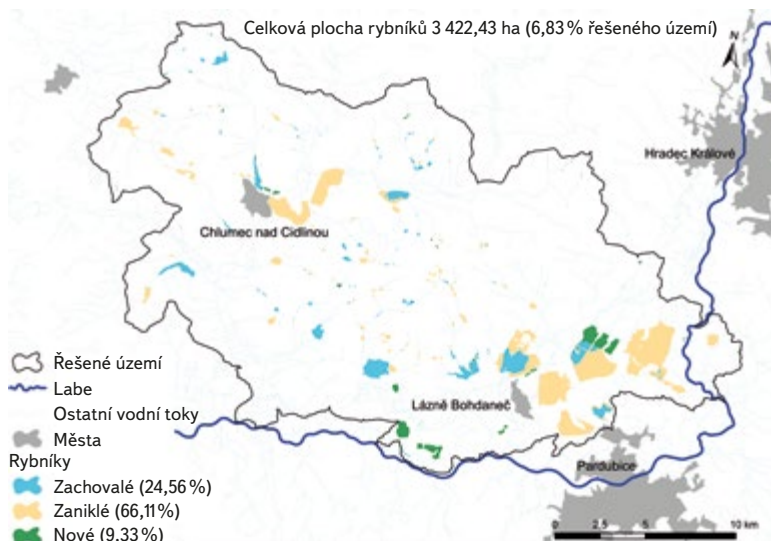 Celková plocha rybníků 3 422,43 ha (6,83 % řešeného území)
N
Hradec Králové
Chlumec nad Cidlinou
Řešené území
Labe
Lázně Bohdaneč
Ostatní vodní toky
Města
Pardubice
Rybníky
Zachovalé (24,56 %)
Zaniklé (66,11 %)
Nové (9,33 %)
0 2,5 5 10 km